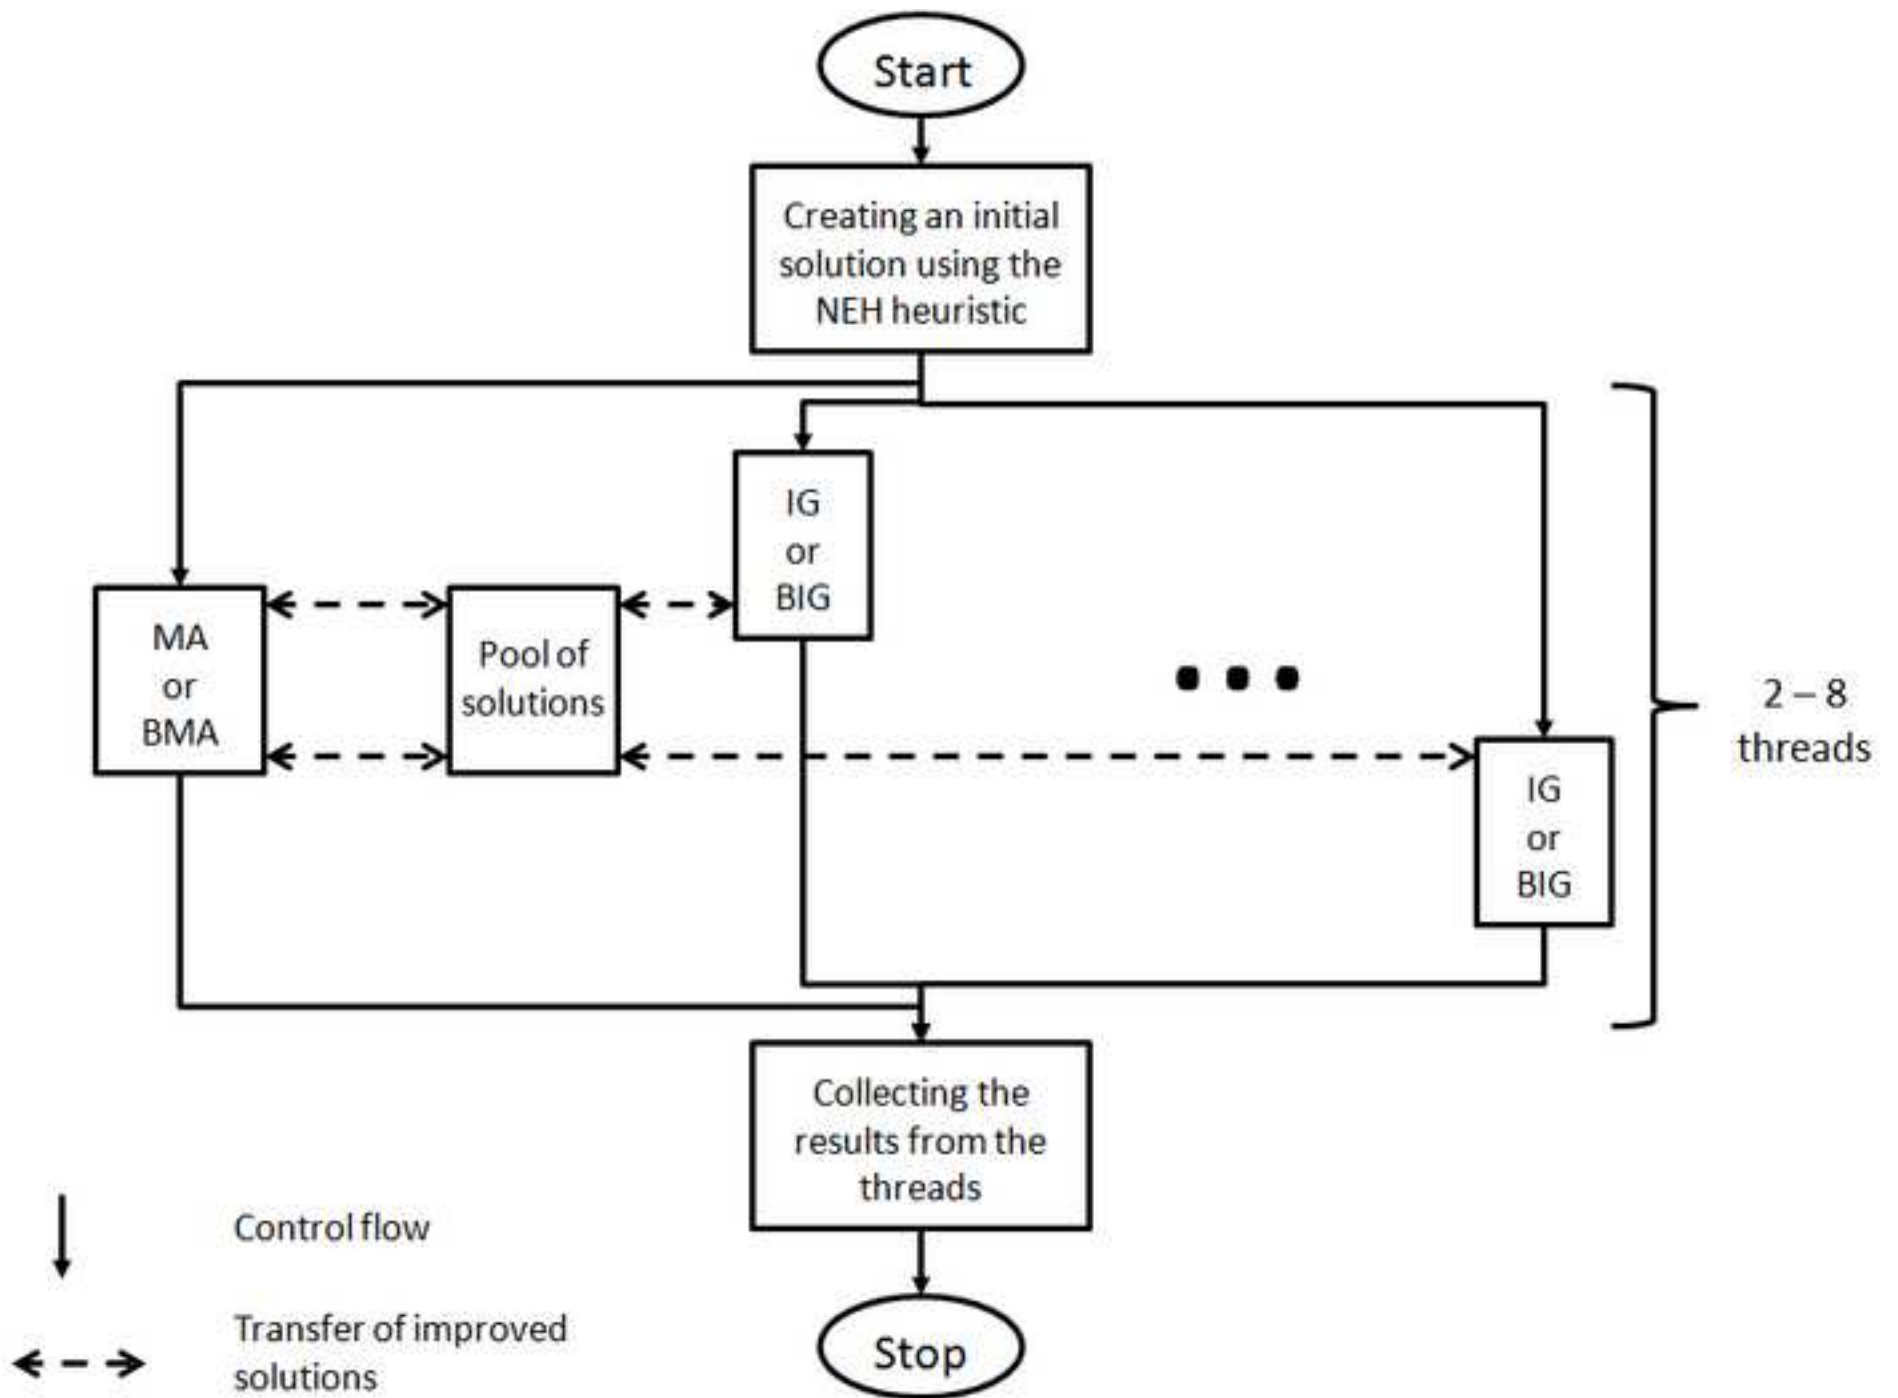 Start
Creating an initial
solution using the
NEH heuristic
IG
or
BIG
MA
or
BMA
Pool of
solutions
2 – 8
threads
IG
or
BIG
Collecting the
results from the
threads
Control flow
Transfer of improved
solutions
Stop